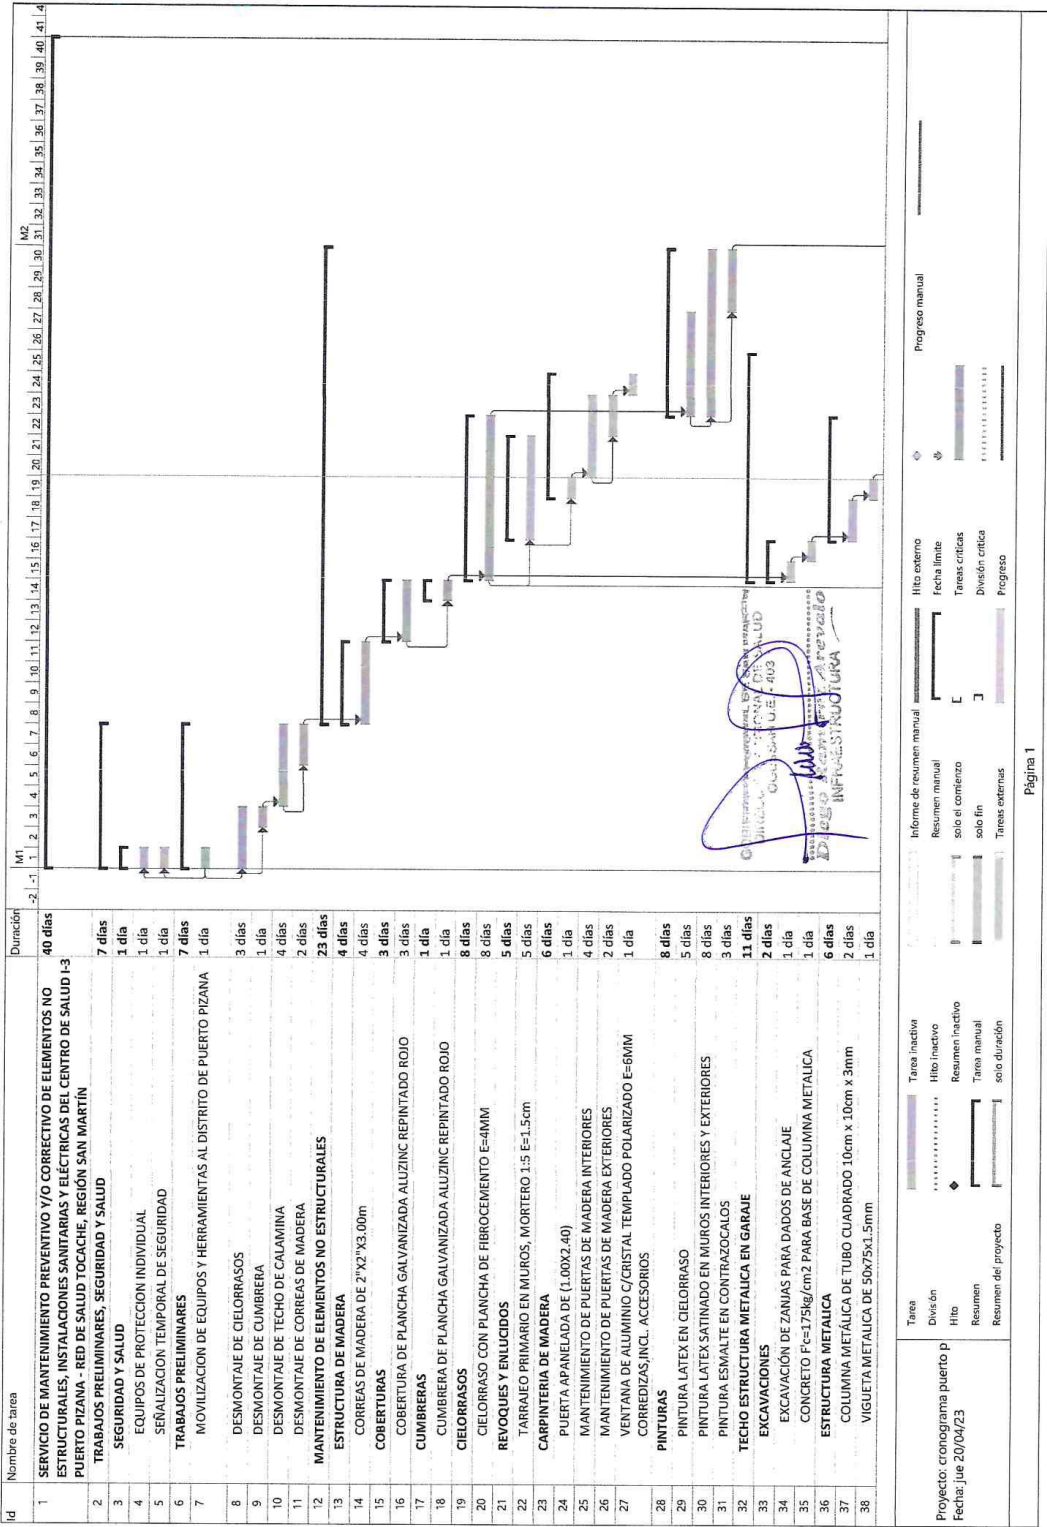 Id Nombre de tarea Duración
M1 M2
-2 -1 1 2 3 4 5 6 7 8 9 10 11 12 13 14 15 16 17 18 19 20 21 22 23 24 25 26 27 28 29 30 31 32 33 34 35 36 37 38 39 40 41 4
1 SERVICIO DE MANTENIMIENTO PREVENTIVO Y/O CORRECTIVO DE ELEMENTOS NO 40 días
ESTRUCTURALES, INSTALACIONES SANITARIAS Y ELÉCTRICAS DEL CENTRO DE SALUD I-3
PUERTO PIZANA - RED DE SALUD TOCACHE, REGIÓN SAN MARTÍN
2 TRABAJOS PRELIMINARES, SEGURIDAD Y SALUD 7 días
3 SEGURIDAD Y SALUD 1 día
4 EQUIPOS DE PROTECCION INDIVIDUAL 1 día
5 SEÑALIZACION TEMPORAL DE SEGURIDAD 1 día
6 TRABAJOS PRELIMINARES 7 días
7 MOVILIZACION DE EQUIPOS Y HERRAMIENTAS AL DISTRITO DE PUERTO PIZANA 1 día
8 DESMONTAJE DE CIELORRASOS 3 días
9 DESMONTAJE DE CUMBRERA 1 día
10 DESMONTAJE DE TECHO DE CALAMINA 4 días
11 DESMONTAJE DE CORREAS DE MADERA 2 días
12 MANTENIMIENTO DE ELEMENTOS NO ESTRUCTURALES 23 días
13 ESTRUCTURA DE MADERA 4 días
14 CORREAS DE MADERA DE 2"X2"X3.00m 4 días
15 COBERTURAS 3 días
16 COBERTURA DE PLANCHA GALVANIZADA ALUZINC REPINTADO ROJO 3 días
17 CUMBRERAS 1 día
18 CUMBRERA DE PLANCHA GALVANIZADA ALUZINC REPINTADO ROJO 1 día
19 CIELORRASOS 8 días
20 CIELORRASO CON PLANCHA DE FIBROCEMENTO E=4MM 8 días
21 REVOQUES Y ENLUCIDOS 5 días
22 TARRAJEO PRIMARIO EN MUROS, MORTERO 1:5 E=1.5cm 5 días
23 CARPINTERIA DE MADERA 6 días
24 PUERTA APANELADA DE (1.00X2.40) 1 día
25 MANTENIMIENTO DE PUERTAS DE MADERA INTERIORES 4 días
26 MANTENIMIENTO DE PUERTAS DE MADERA EXTERIORES 2 días
27 VENTANA DE ALUMINIO C/CRISTAL TEMPLADO POLARIZADO E=6MM 1 día
CORREDIZAS,INCL. ACCESORIOS
28 PINTURAS 8 días
29 PINTURA LATEX EN CIELORRASO 5 días
30 PINTURA LATEX SATINADO EN MUROS INTERIORES Y EXTERIORES 8 días
31 PINTURA ESMALTE EN CONTRAZOCALOS 3 días
32 TECHO ESTRUCTURA METALICA EN GARAJE 11 días
33 EXCAVACIONES 2 días
34 EXCAVACIÓN DE ZANJAS PARA DADOS DE ANCLAJE 1 día
35 CONCRETO F'c=175kg/cm2 PARA BASE DE COLUMNA METALICA 1 día
36 ESTRUCTURA METALICA 6 días
37 COLUMNA METÁLICA DE TUBO CUADRADO 10cm x 10cm x 3mm 2 días
38 VIGUETA METALICA DE 50x75x1.5mm 1 día
INFRAESTRUCTURA
Proyecto: cronograma puerto p
Fecha: jue 20/04/23
Tarea
División
Hito
Resumen
Resumen del proyecto
Tarea inactiva
Hito inactivo
Resumen inactivo
Tarea manual
solo duración
Informe de resumen manual
Resumen manual
solo el comienzo
solo fin
Tareas externas
Hito externo
Fecha límite
Tareas críticas
División crítica
Progreso
Progreso manual
Página 1